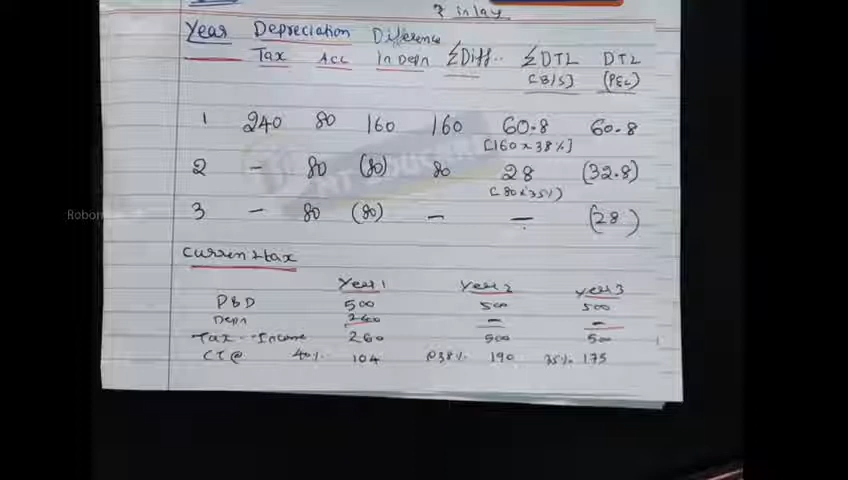 ₹ in lay
Year Depreciation Difference
Tax Acc In Depn ΣDiff.. ΣDTL DTL
(B/S) (P&L)
1 240 80 160 160 60.8 60.8
[160 x 38%]
2 - 80 (80) 80 28 (32.8)
(80 x 35%)
3 - 80 (80) - - (28)
Robom
Current tax
Year 1 Year 2 Year 3
PBD 500 500 500
Depn 240 - -
Tax. Income 260 500 500
CT@ 40% 104 @38% 190 35% 175